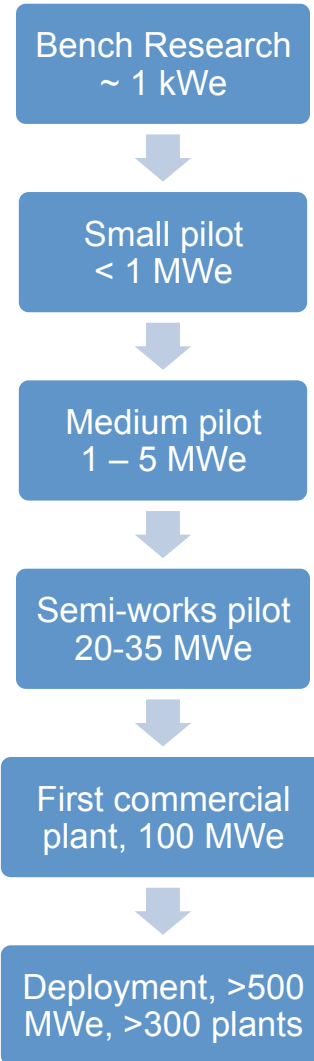 Bench Research
~ 1 kWe
Small pilot
< 1 MWe
Medium pilot
1 – 5 MWe
Semi-works pilot
20-35 MWe
First commercial
plant, 100 MWe
Deployment, >500
MWe, >300 plants